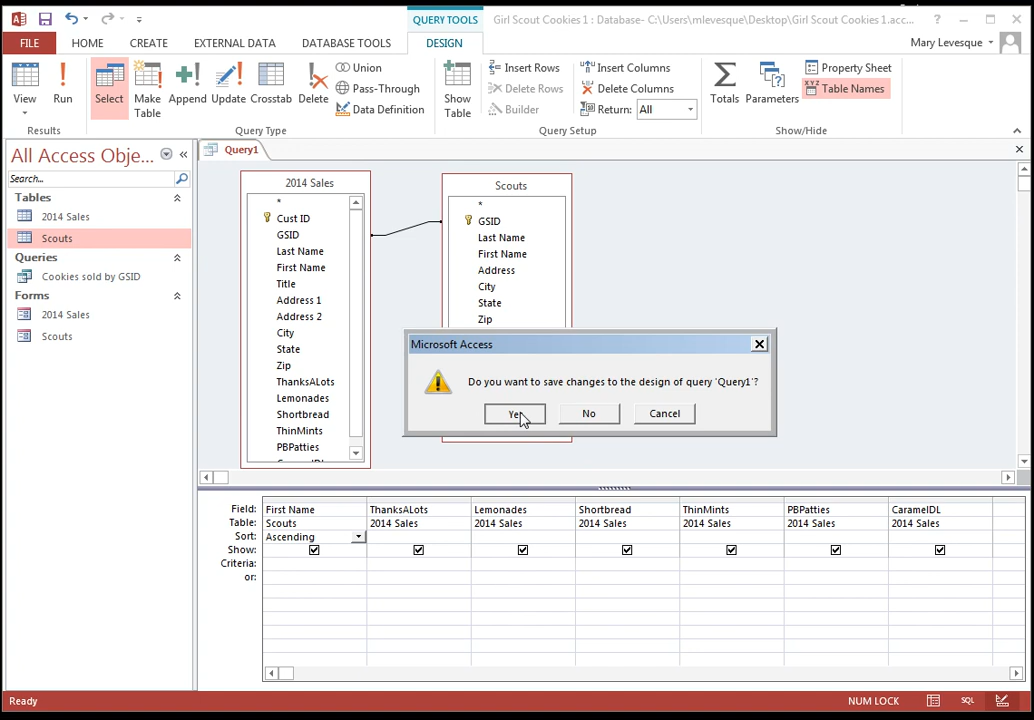 QUERY TOOLS
Girl Scout Cookies 1 : Database- C:\Users\mlevesque\Desktop\Girl Scout Cookies 1.acc...
?
FILE
HOME
CREATE
EXTERNAL DATA
DATABASE TOOLS
DESIGN
Mary Levesque
View
Run
Select
Make Table
Append
Update
Crosstab
Delete
Union
Pass-Through
Data Definition
Show Table
Insert Rows
Delete Rows
Builder
Insert Columns
Delete Columns
Return: All
Totals
Parameters
Property Sheet
Table Names
Results
Query Type
Query Setup
Show/Hide
All Access Obje...
Search...
Tables
2014 Sales
Scouts
Queries
Cookies sold by GSID
Forms
2014 Sales
Scouts
Query1
2014 Sales
*
Cust ID
GSID
Last Name
First Name
Title
Address 1
Address 2
City
State
Zip
ThanksALots
Lemonades
Shortbread
ThinMints
PBPatties
Scouts
*
GSID
Last Name
First Name
Address
City
State
Zip
Microsoft Access
Do you want to save changes to the design of query 'Query1'?
No
Cancel
Field: First Name ThanksALots Lemonades Shortbread ThinMints PBPatties CaramelDL
Table: Scouts 2014 Sales 2014 Sales 2014 Sales 2014 Sales 2014 Sales 2014 Sales
Sort: Ascending
Show:
Criteria:
or:
Ready
NUM LOCK
SQL